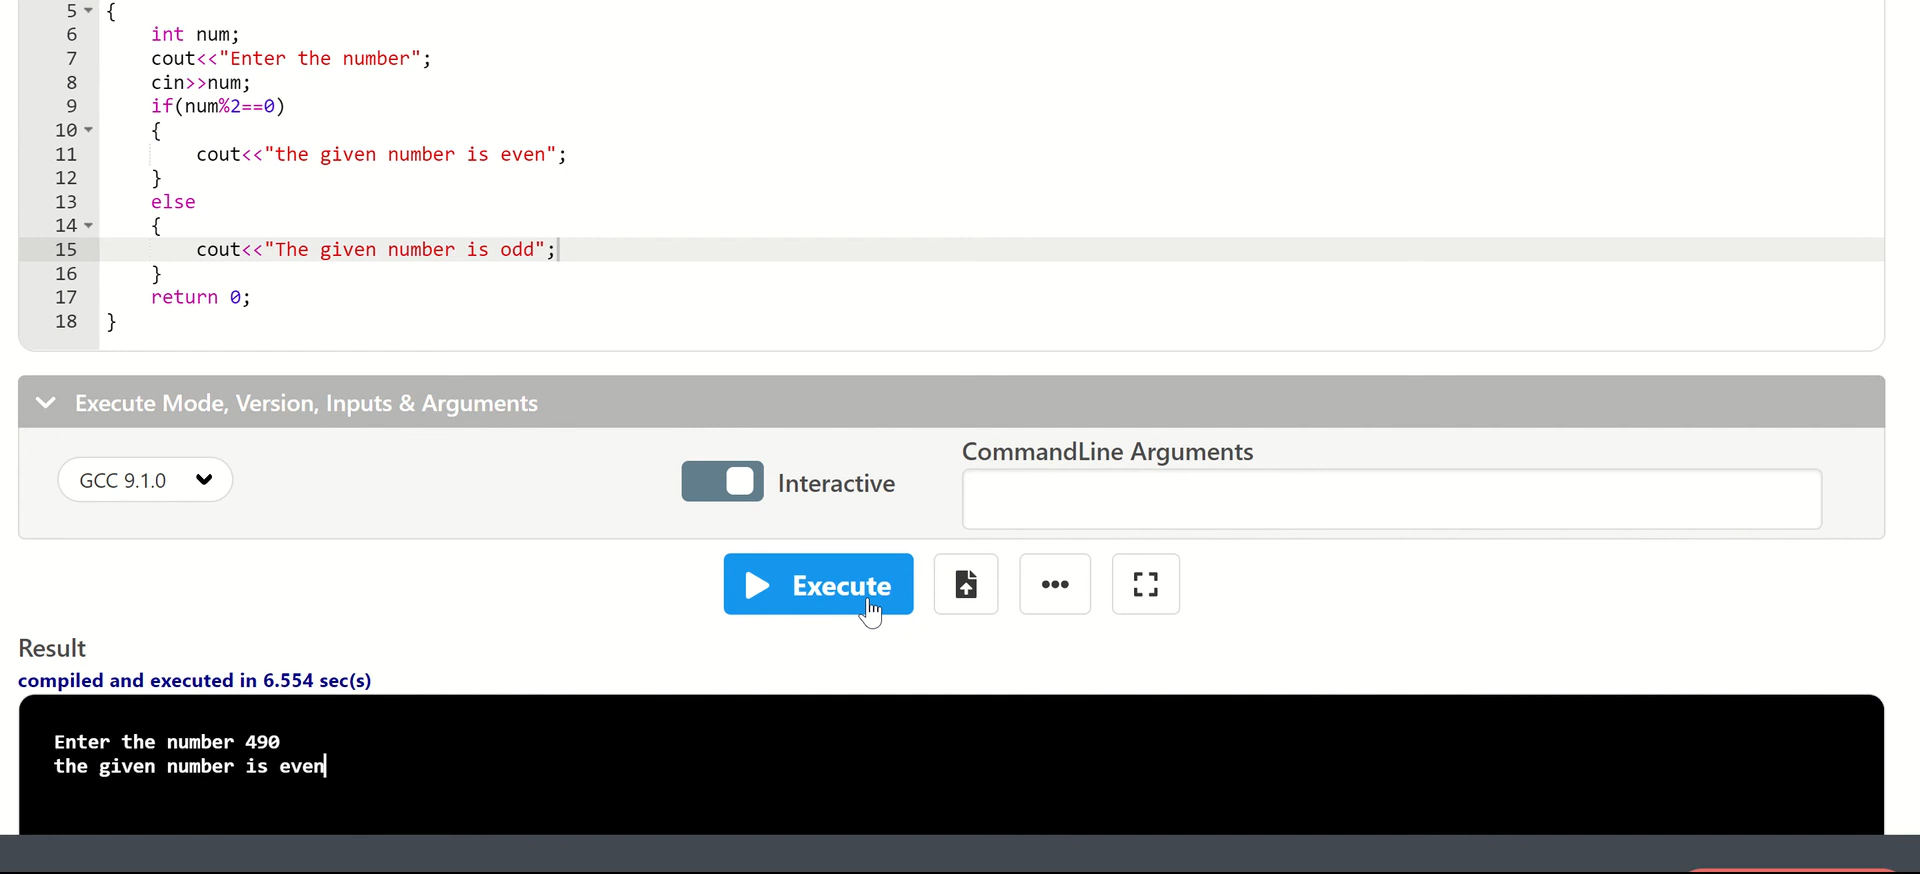 5 {
6 int num;
7 cout<<"Enter the number";
8 cin>>num;
9 if(num%2==0)
10 {
11 cout<<"the given number is even";
12 }
13 else
14 {
15 cout<<"The given number is odd";
16 }
17 return 0;
18 }
Execute Mode, Version, Inputs & Arguments
CommandLine Arguments
GCC 9.1.0
Interactive
Execute
Result
compiled and executed in 6.554 sec(s)
Enter the number 490
the given number is even